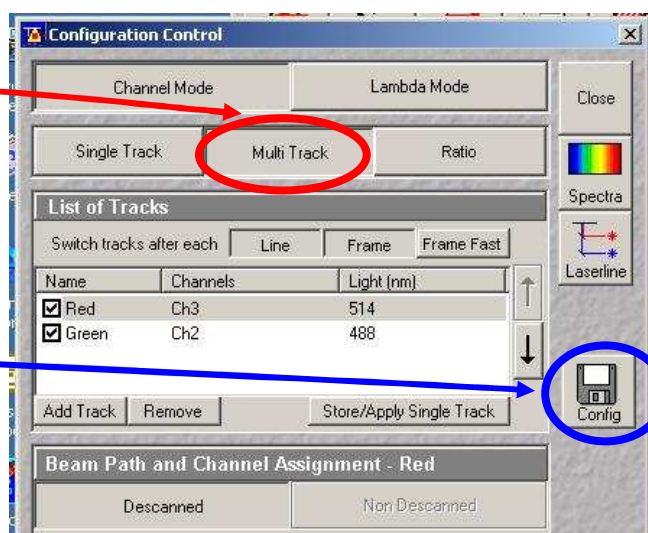 Configuration Control
Channel Mode Lambda Mode
Close
Single Track Multi Track Ratio
Spectra
List of Tracks
Switch tracks after each Line Frame Frame Fast
Laserline
Name Channels Light (nm)
Red Ch3 514
Green Ch2 488
Add Track Remove Store/Apply Single Track
Config
Beam Path and Channel Assignment - Red
Descanned Non Descanned